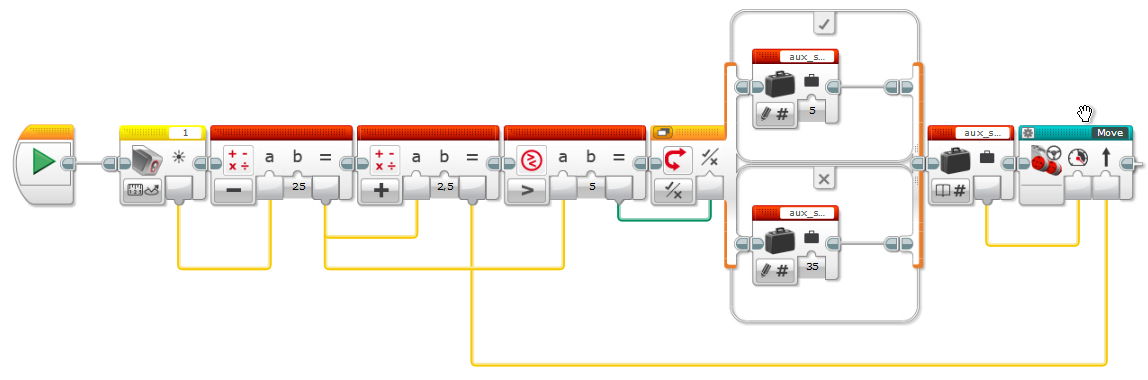 aux_s...
5
1
aux_s...
Move
a b =
25
a b =
2,5
a b =
5
#
aux_s...
35